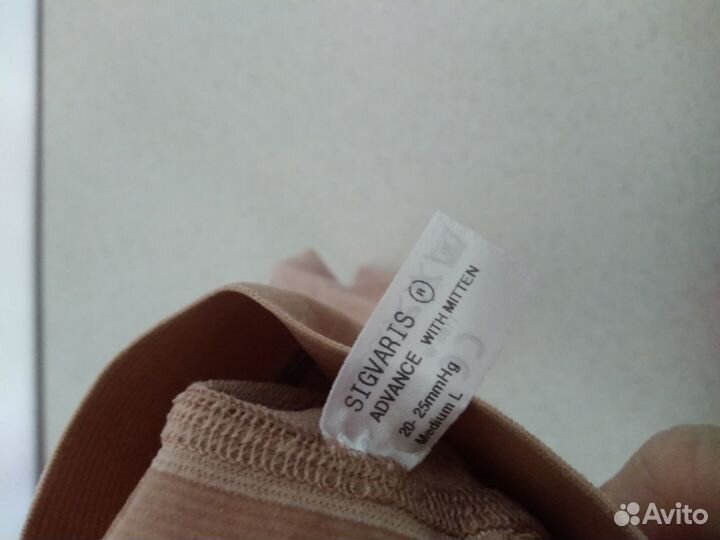 SIGVARIS ®
ADVANCE WITH MITTEN
20-25mmHg
Medium L
Avito